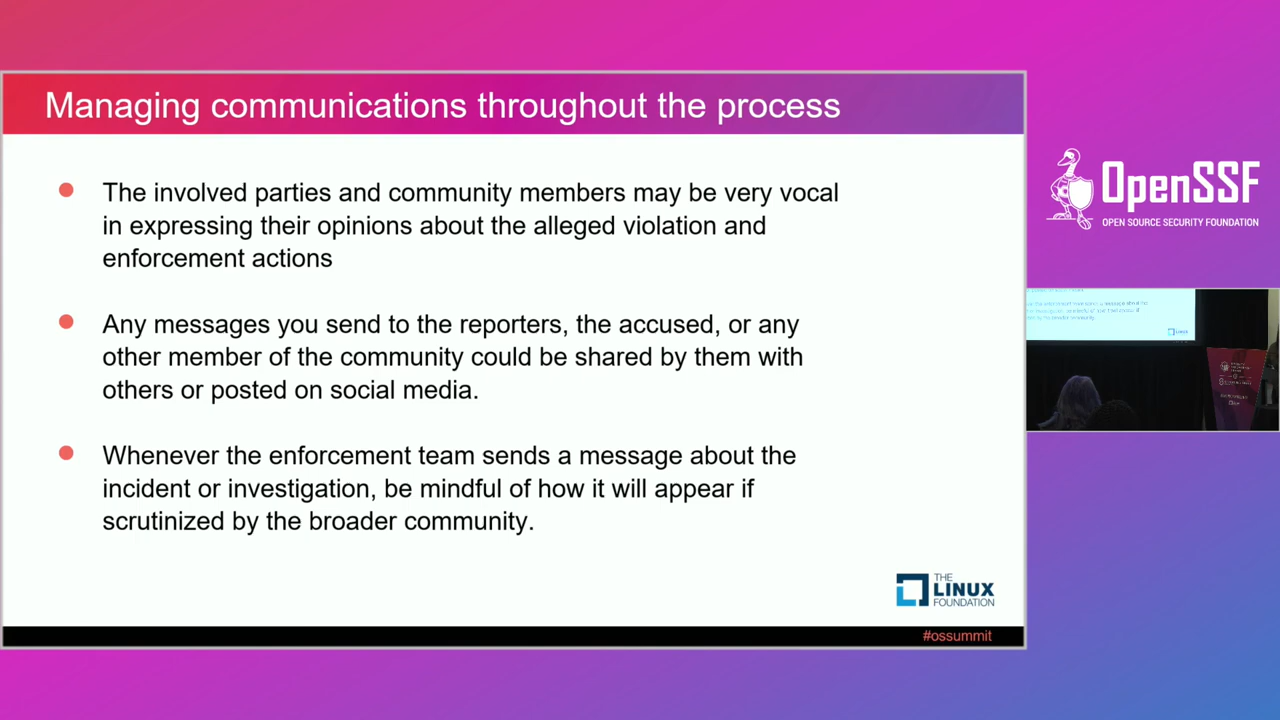 Managing communications throughout the process
The involved parties and community members may be very vocal
in expressing their opinions about the alleged violation and
enforcement actions
Any messages you send to the reporters, the accused, or any
other member of the community could be shared by them with
others or posted on social media.
Whenever the enforcement team sends a message about the
incident or investigation, be mindful of how it will appear if
scrutinized by the broader community.
THE
LINUX
FOUNDATION
#ossummit
OpenSSF
OPEN SOURCE SECURITY FOUNDATION